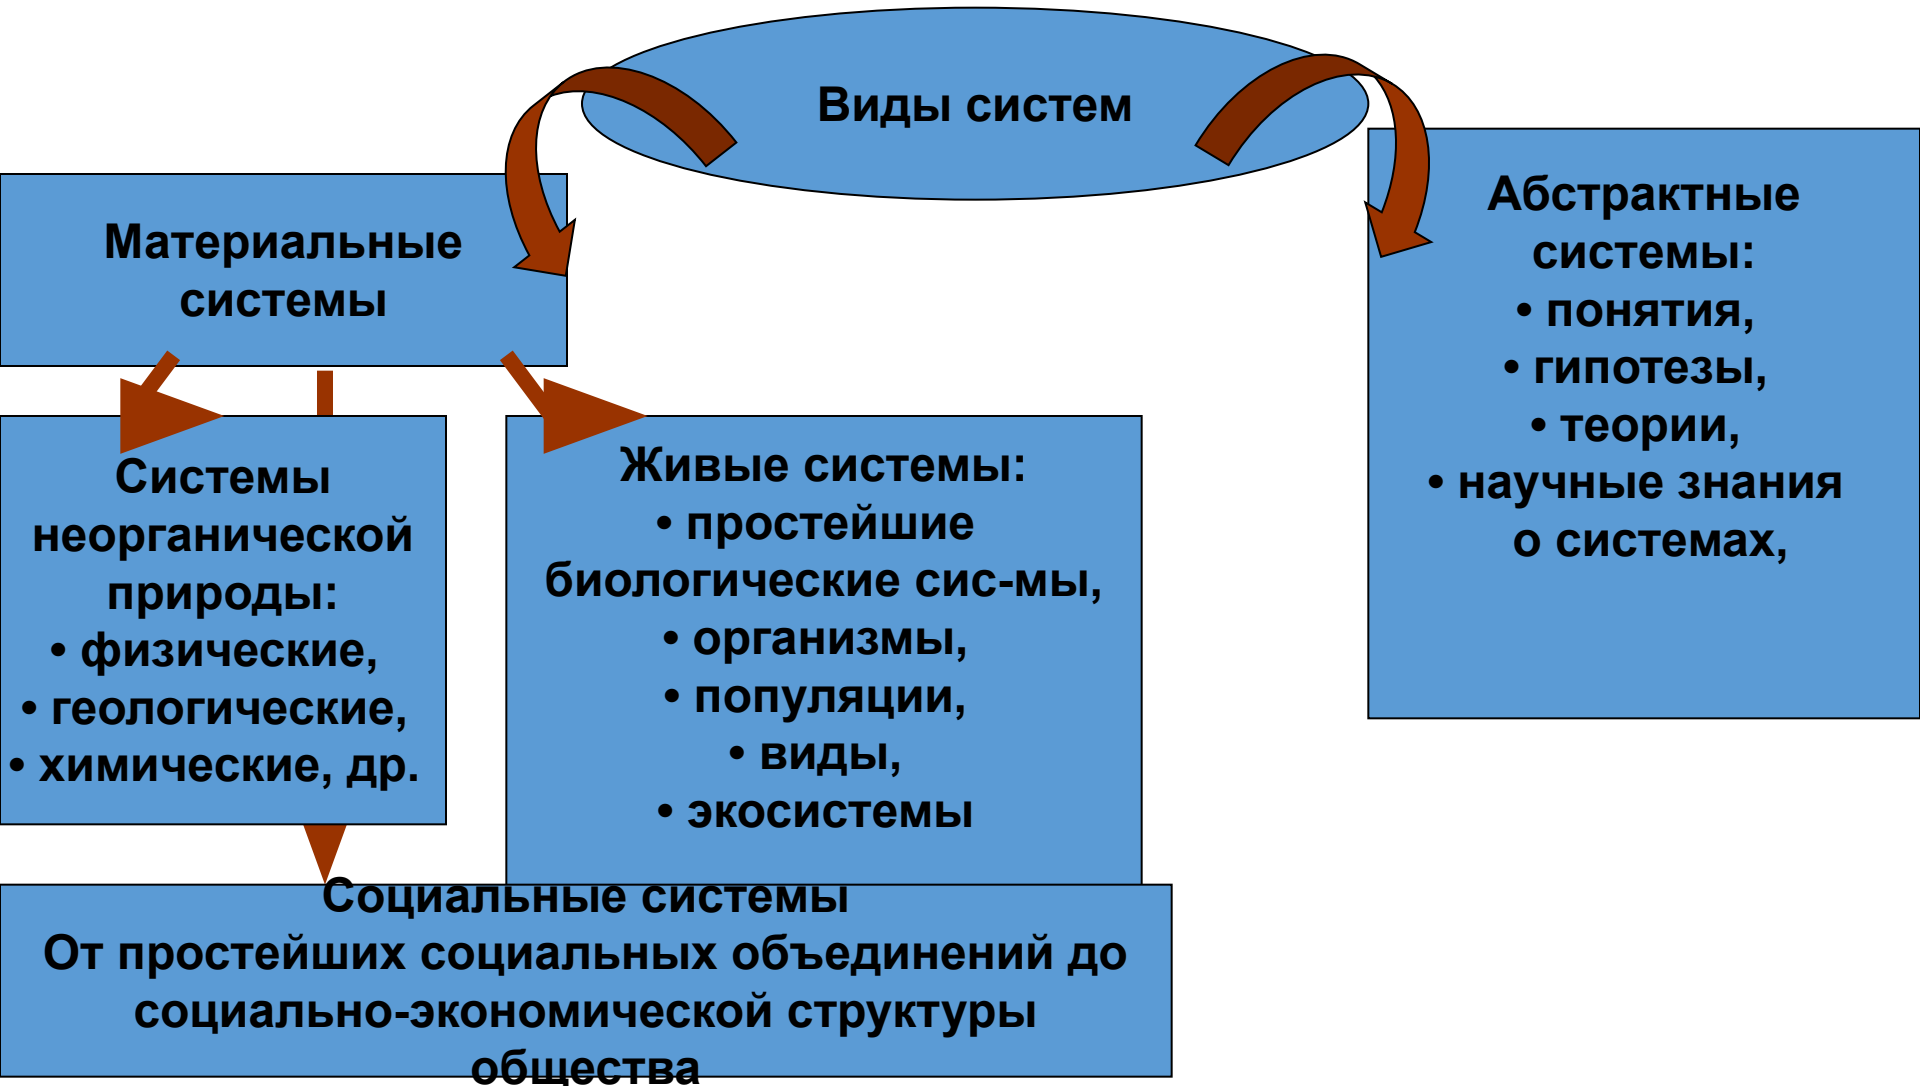 Виды систем
Материальные
системы
Абстрактные
системы:
• понятия,
• гипотезы,
• теории,
• научные знания
о системах,
Системы
неорганической
природы:
• физические,
• геологические,
• химические, др.
Живые системы:
• простейшие
биологические сис-мы,
• организмы,
• популяции,
• виды,
• экосистемы
Социальные системы
От простейших социальных объединений до
социально-экономической структуры
общества